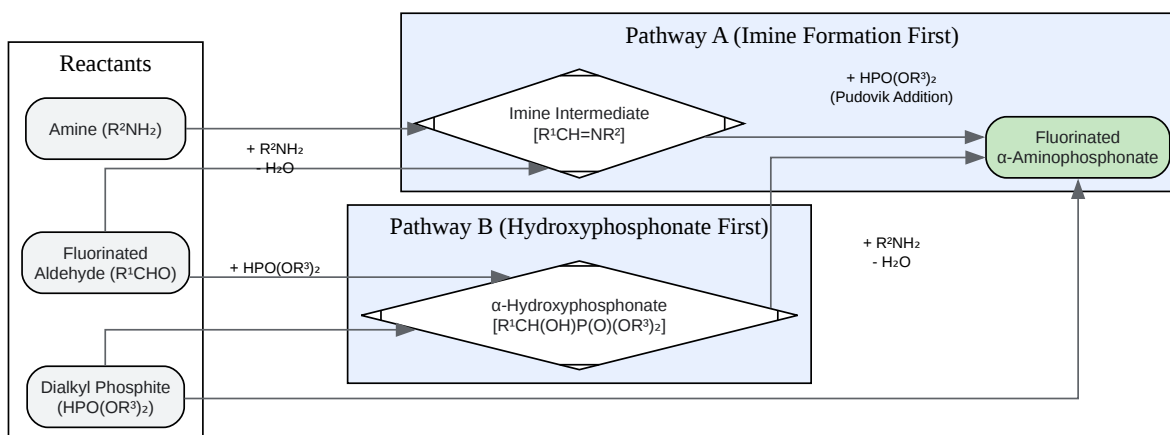 Reactants
Amine (R²NH₂)
Fluorinated
Aldehyde (R¹CHO)
Dialkyl Phosphite
(HPO(OR³)₂)
+ R²NH₂
- H₂O
+ HPO(OR³)₂
Pathway A (Imine Formation First)
Imine Intermediate
[R¹CH=NR²]
+ HPO(OR³)₂
(Pudovik Addition)
Fluorinated
α-Aminophosphonate
Pathway B (Hydroxyphosphonate First)
α-Hydroxyphosphonate
[R¹CH(OH)P(O)(OR³)₂]
+ R²NH₂
- H₂O